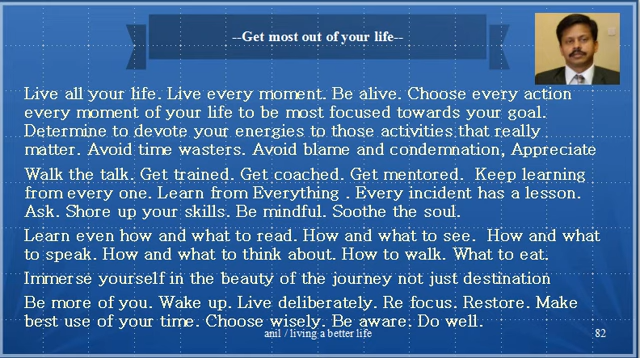 --Get most out of your life--
Live all your life. Live every moment. Be alive. Choose every action
every moment of your life to be most focused towards your goal.
Determine to devote your energies to those activities that really
matter. Avoid time wasters. Avoid blame and condemnation, Appreciate
Walk the talk. Get trained. Get coached. Get mentored. Keep learning
from every one. Learn from Everything . Every incident has a lesson.
Ask. Shore up your skills. Be mindful. Soothe the soul.
Learn even how and what to read. How and what to see. How and what
to speak. How and what to think about. How to walk. What to eat.
Immerse yourself in the beauty of the journey not just destination
Be more of you. Wake up. Live deliberately. Re focus. Restore. Make
best use of your time. Choose wisely. Be aware. Do well.
anil / living a better life 82